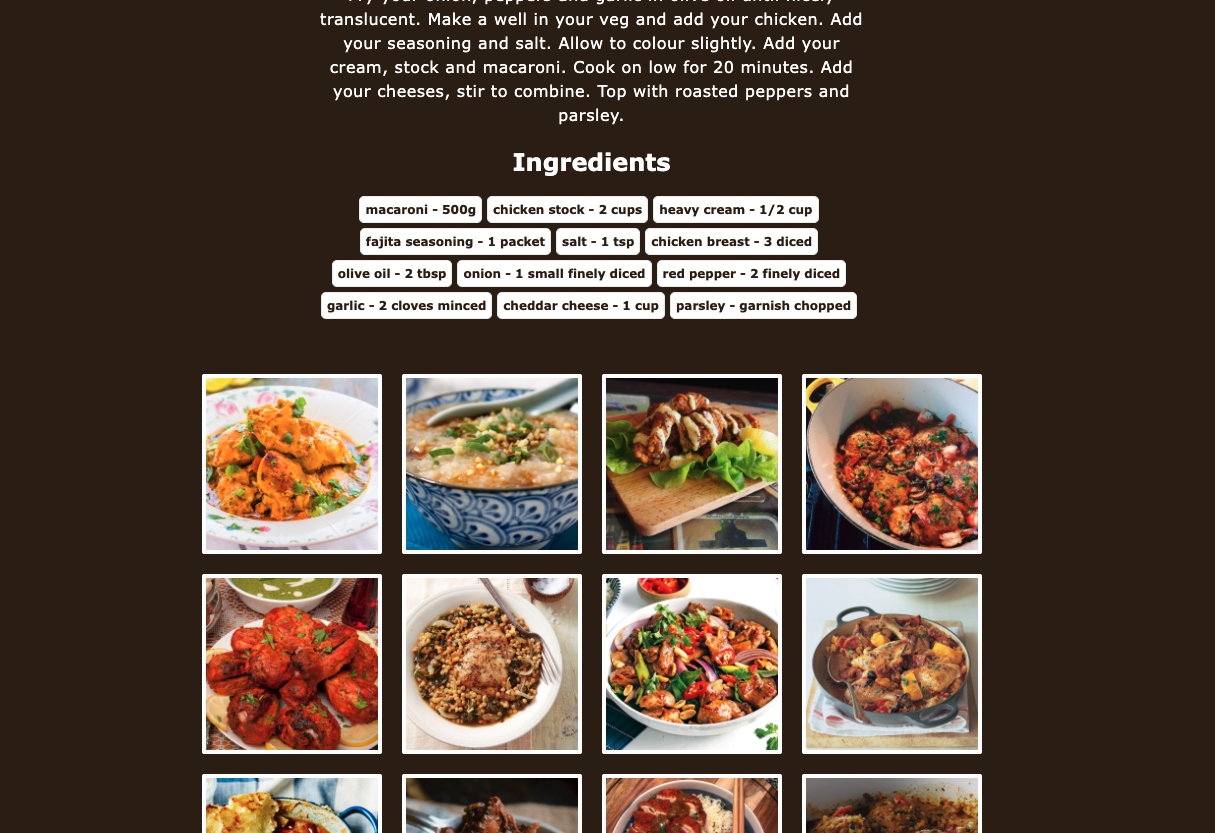 translucent. Make a well in your veg and add your chicken. Add
your seasoning and salt. Allow to colour slightly. Add your
cream, stock and macaroni. Cook on low for 20 minutes. Add
your cheeses, stir to combine. Top with roasted peppers and
parsley.
Ingredients
macaroni - 500g chicken stock - 2 cups heavy cream - 1/2 cup
fajita seasoning - 1 packet salt - 1 tsp chicken breast - 3 diced
olive oil - 2 tbsp onion - 1 small finely diced red pepper - 2 finely diced
garlic - 2 cloves minced cheddar cheese - 1 cup parsley - garnish chopped